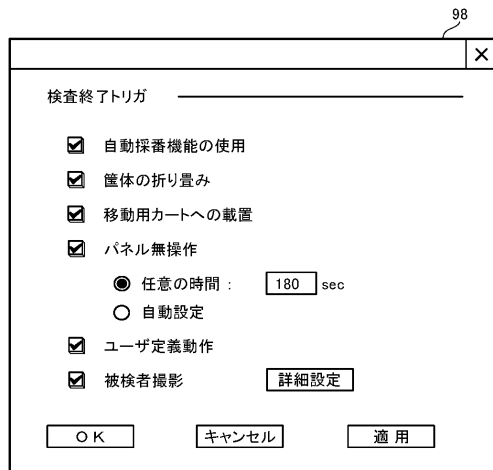 98
×
検査終了トリガ
自動採番機能の使用
筐体の折り畳み
移動用カートへの載置
パネル無操作
任意の時間： 180 sec
自動設定
ユーザ定義動作
被検者撮影 詳細設定
OK キャンセル 適用